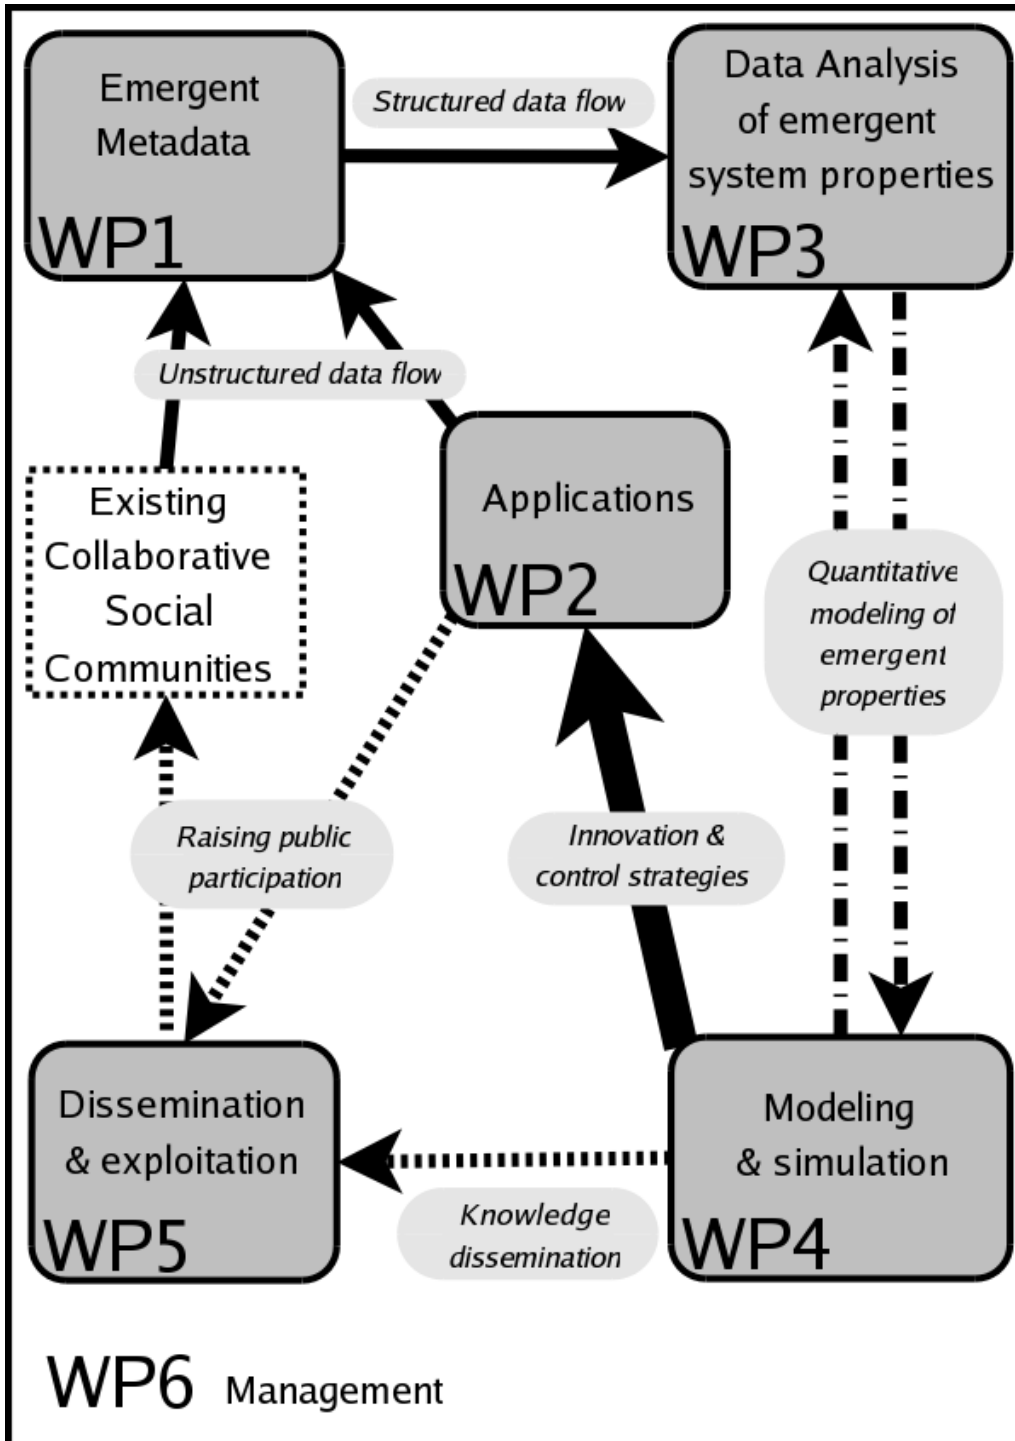 Emergent
Metadata
WP1
Structured data flow
Data Analysis
of emergent
system properties
WP3
Unstructured data flow
Existing
Collaborative
Social
Communities
Applications
WP2
Quantitative
modeling of
emergent
properties
Raising public
participation
Innovation &
control strategies
Dissemination
& exploitation
WP5
Knowledge
dissemination
Modeling
& simulation
WP4
WP6 Management